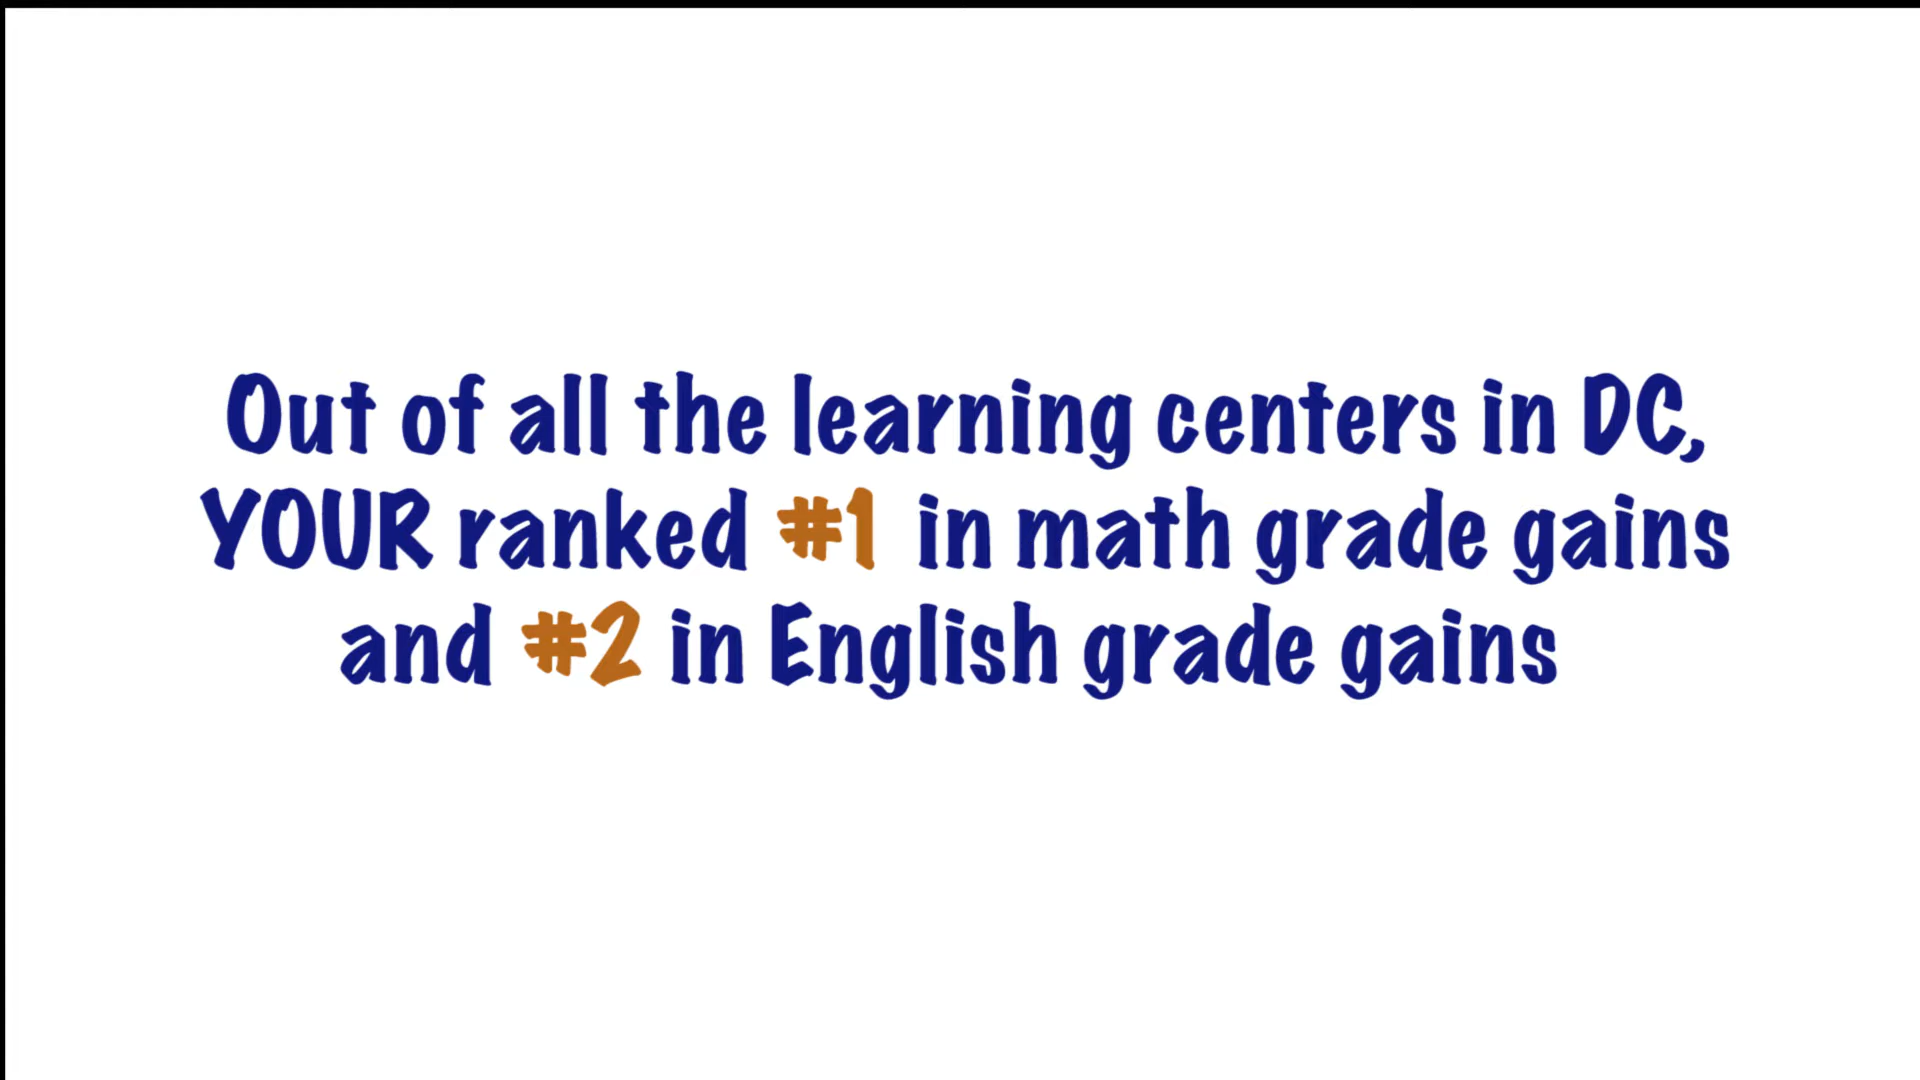 Out of all the learning centers in DC,
YOUR ranked #1 in math grade gains
and #2 in English grade gains